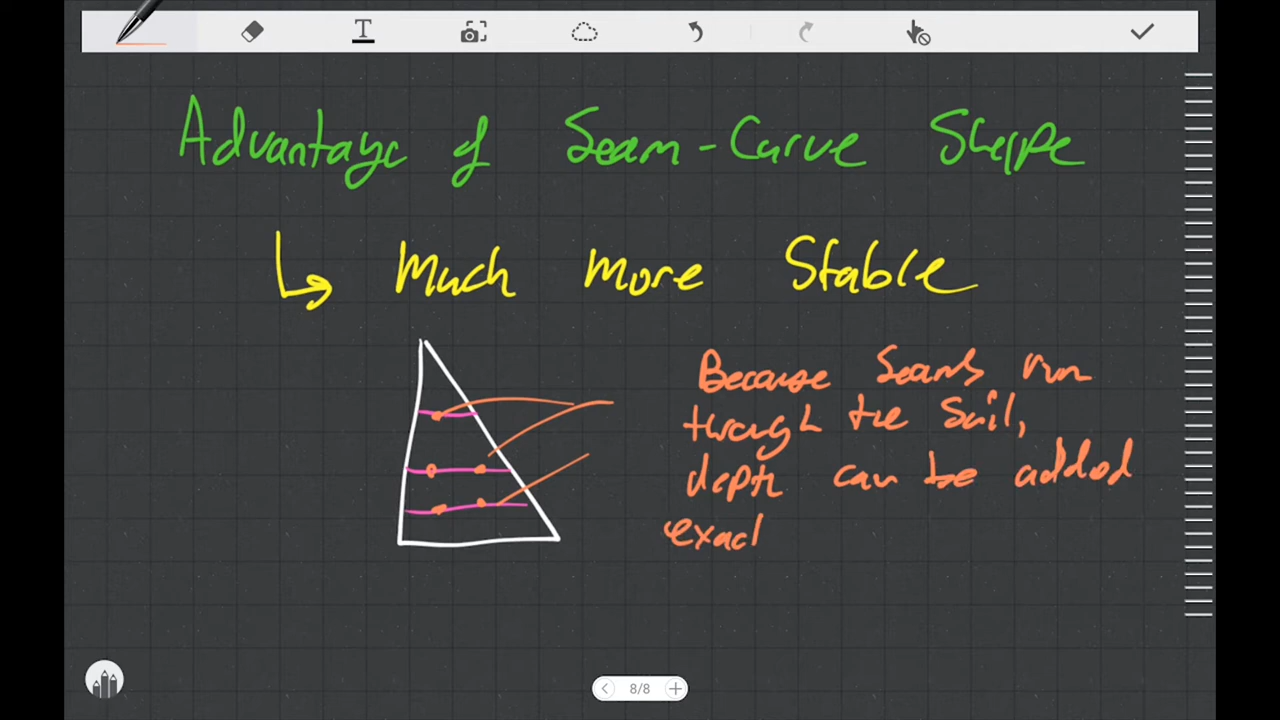 Advantage of Seam-Curve Shape
↳ Much More Stable
Because Seams run
through the Sail,
depth can be added
exact
T
8/8